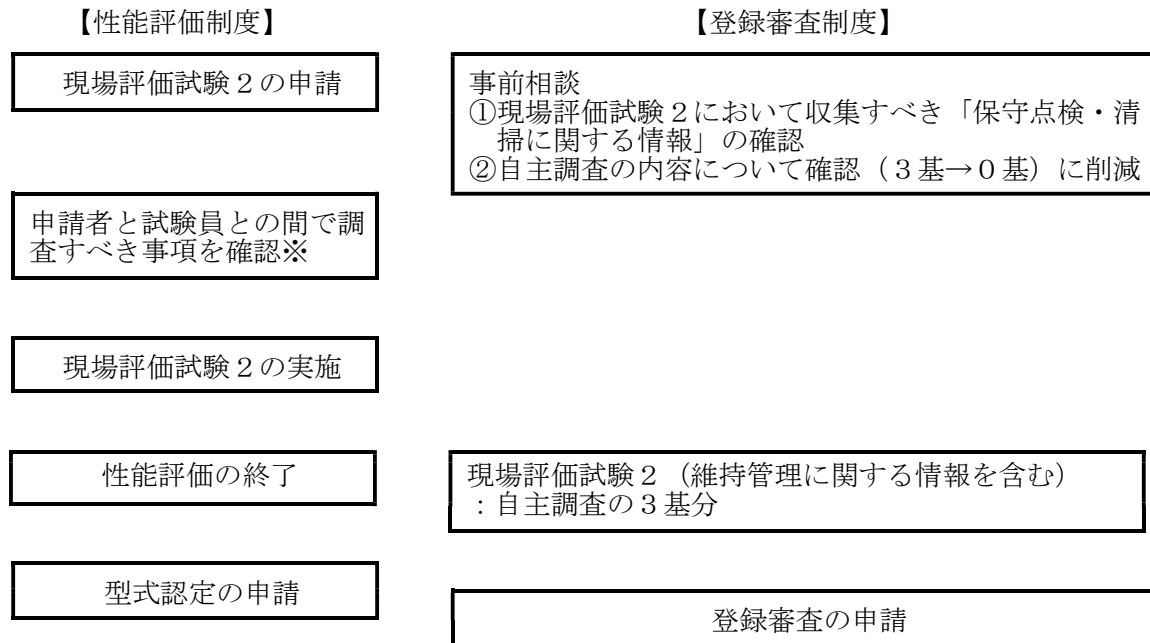 【性能評価制度】
【登録審査制度】
現場評価試験２の申請
事前相談
①現場評価試験２において収集すべき「保守点検・清
掃に関する情報」の確認
②自主調査の内容について確認（３基→０基）に削減
申請者と試験員との間で調
査すべき事項を確認※
現場評価試験２の実施
性能評価の終了
現場評価試験２（維持管理に関する情報を含む）
：自主調査の３基分
型式認定の申請
登録審査の申請